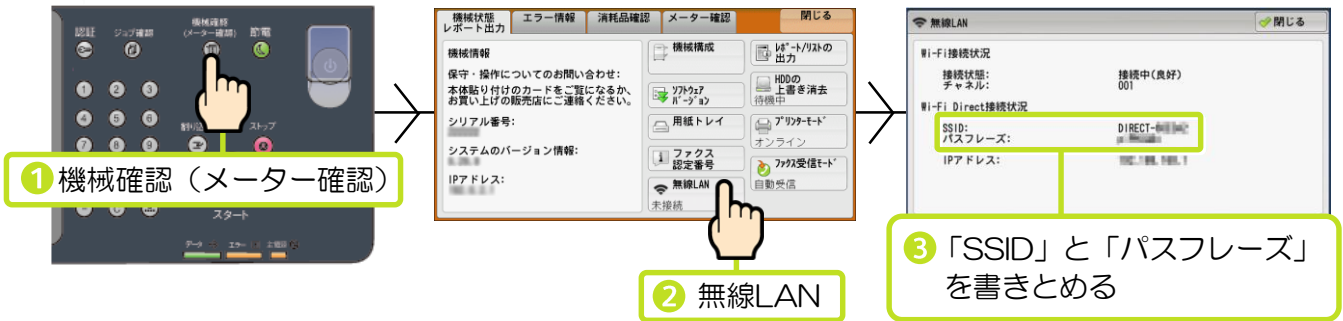 認証
ジョブ確認
機械確認
(メーター確認)
節電
1
2
3
4
5
6
7
8
9
ストップ
C
スタート
データ
エラー
主電源
❶機械確認（メーター確認）
機械状態
レポート出力
エラー情報
消耗品確認
メーター確認
閉じる
機械情報
保守・操作についてのお問い合わせ:
本体貼り付けのカードをご覧になるか、
お買い上げの販売店にご連絡ください。
シリアル番号:
システムのバージョン情報:
IPアドレス:
機械構成
ｿﾌﾄｳｪｱ
ﾊﾞｰｼﾞｮﾝ
用紙トレイ
ファクス
認定番号
無線LAN
未接続
ﾚﾎﾟｰﾄ/ﾘｽﾄの
出力
HDDの
上書き消去
待機中
ﾌﾟﾘﾝﾀｰﾓｰﾄﾞ
オンライン
ﾌｧｸｽ受信ﾓｰﾄﾞ
自動受信
❷ 無線LAN
無線LAN
閉じる
Wi-Fi接続状況
接続状態: 接続中(良好)
チャネル: 001
Wi-Fi Direct接続状況
SSID: DIRECT-
パスフレーズ:
IPアドレス:
❸「SSID」と「パスフレーズ」
を書きとめる